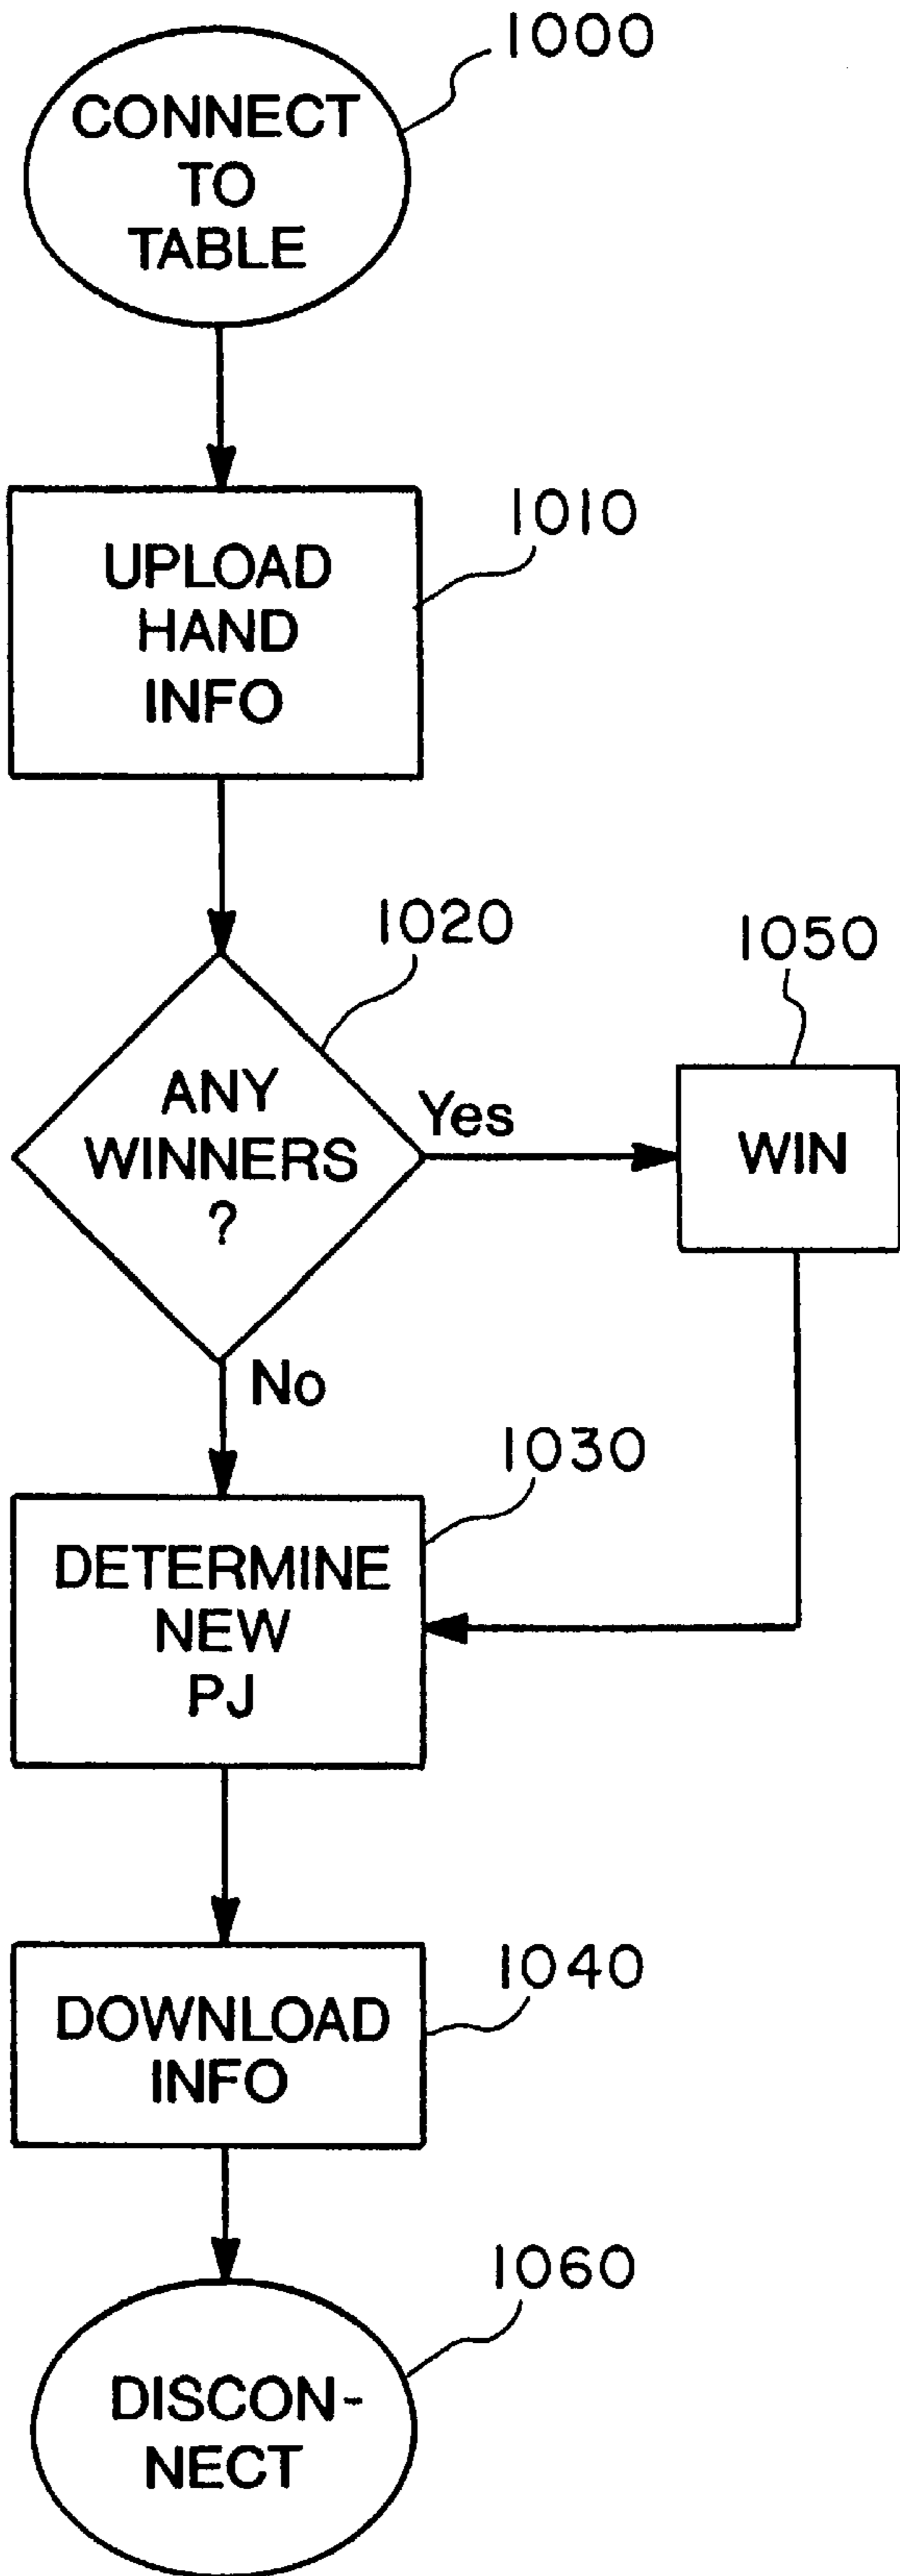 1000
CONNECT
TO
TABLE
1010
UPLOAD
HAND
INFO
1020
1050
ANY
WINNERS
?
Yes
WIN
No
1030
DETERMINE
NEW
PJ
1040
DOWNLOAD
INFO
1060
DISCON-
NECT